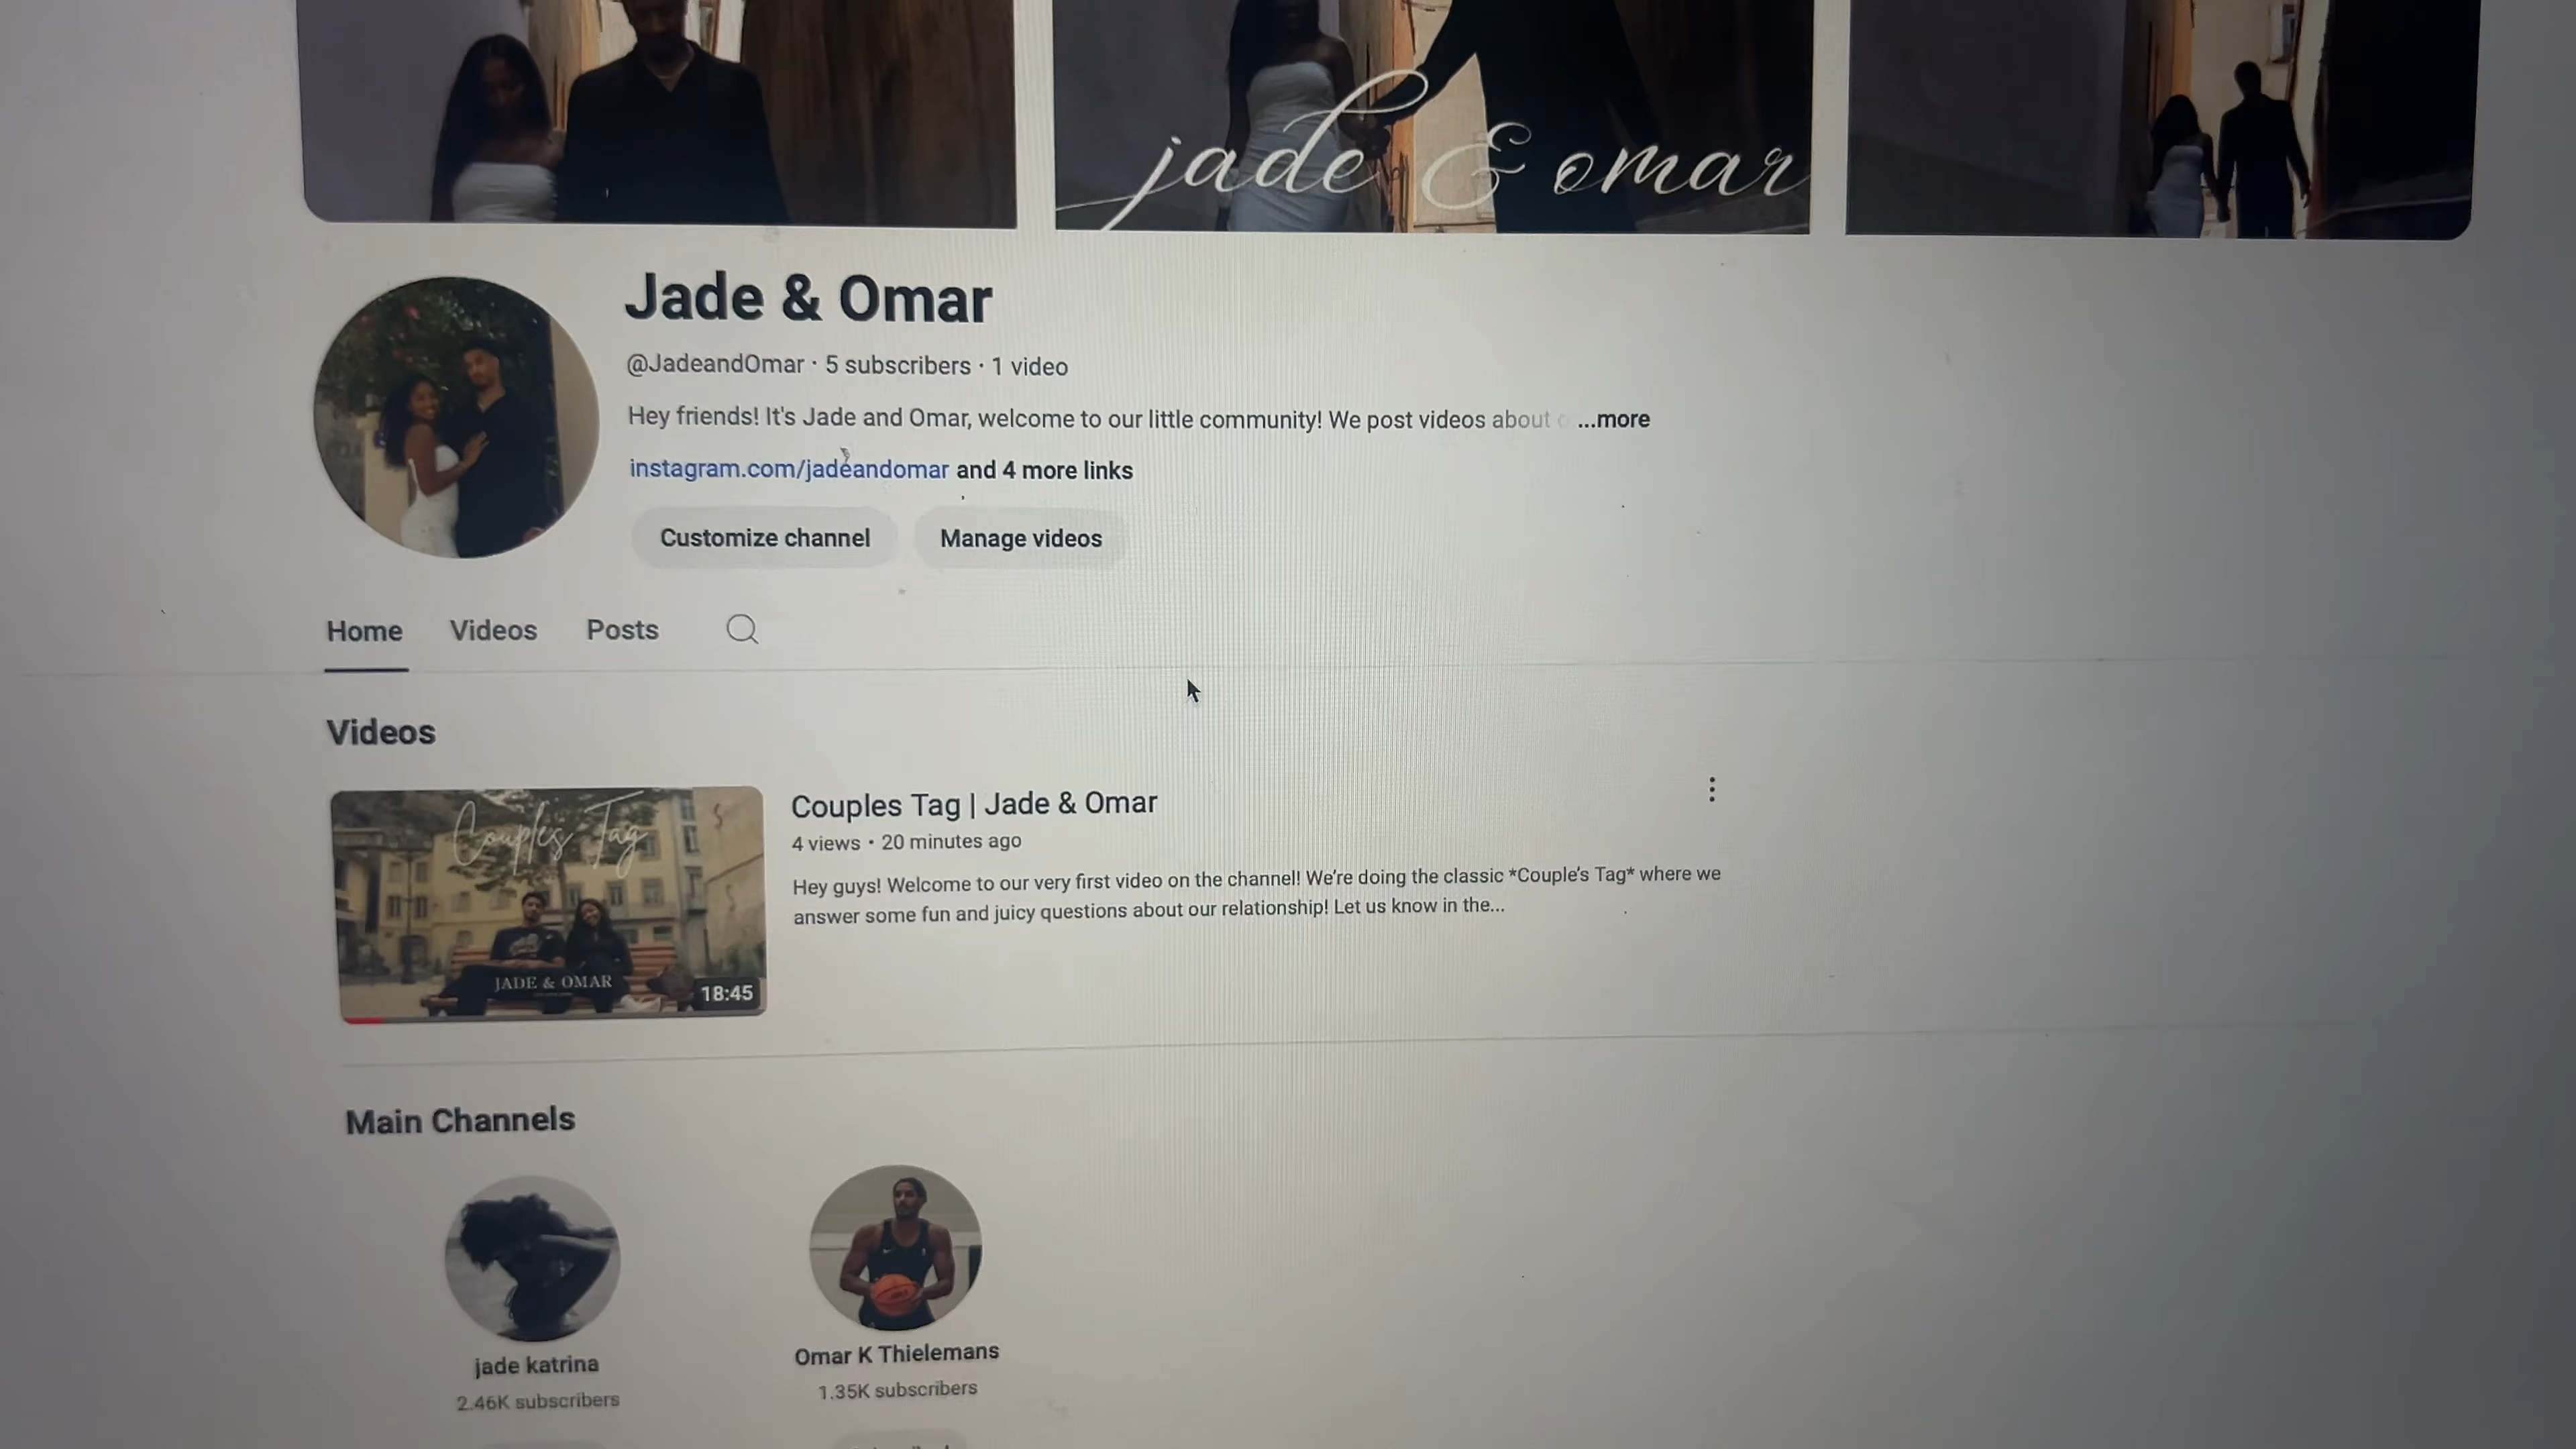 jade & omar
Jade & Omar
@JadeandOmar · 5 subscribers · 1 video
Hey friends! It's Jade and Omar, welcome to our little community! We post videos about ...more
instagram.com/jadeandomar and 4 more links
Customize channel Manage videos
Home Videos Posts
Videos
Couples Tag
JADE & OMAR
18:45
Couples Tag | Jade & Omar
4 views • 20 minutes ago
Hey guys! Welcome to our very first video on the channel! We're doing the classic *Couple's Tag* where we
answer some fun and juicy questions about our relationship! Let us know in the...
Main Channels
jade katrina
2.46K subscribers
Omar K Thielemans
1.35K subscribers